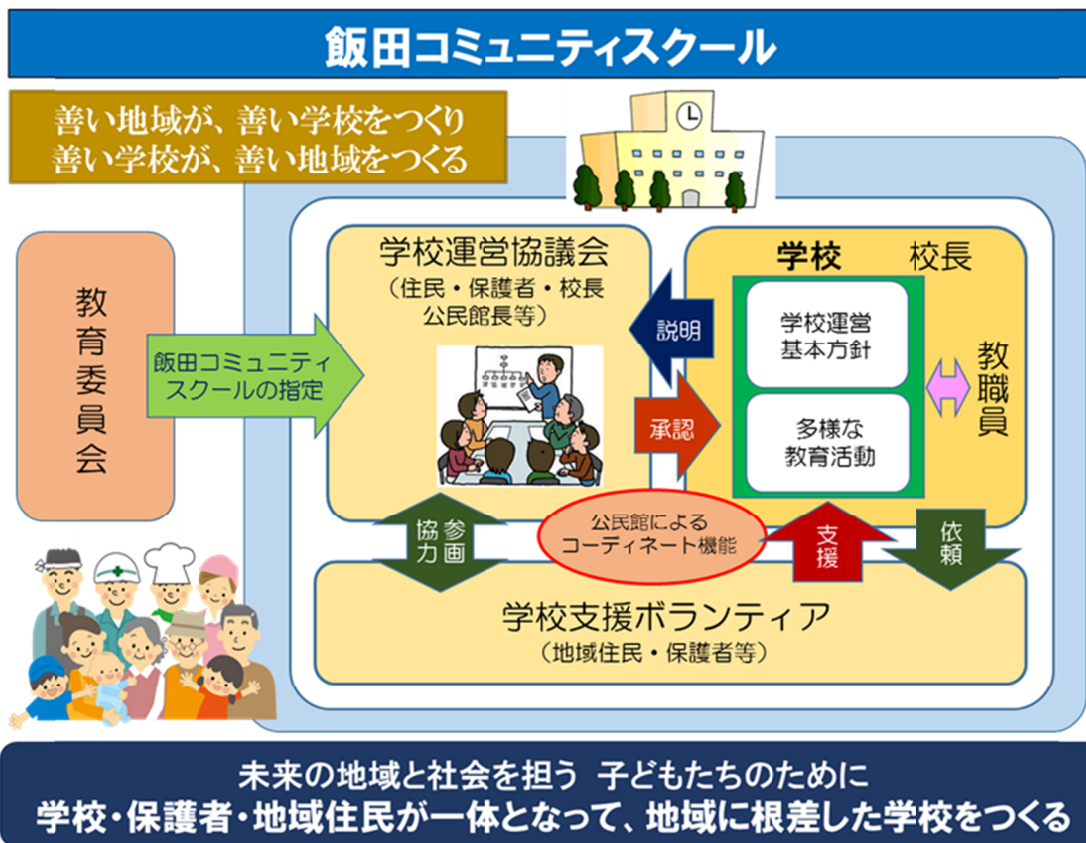 飯田コミュニティスクール
善い地域が、善い学校をつくり
善い学校が、善い地域をつくる
教育委員会
飯田コミュニティ
スクールの指定
学校運営協議会
（住民・保護者・校長
公民館長等）
説明
承認
学校 校長
学校運営
基本方針
多様な
教育活動
教職員
参画
協力
公民館による
コーディネート機能
支援
依頼
学校支援ボランティア
（地域住民・保護者等）
未来の地域と社会を担う 子どもたちのために
学校・保護者・地域住民が一体となって、地域に根差した学校をつくる